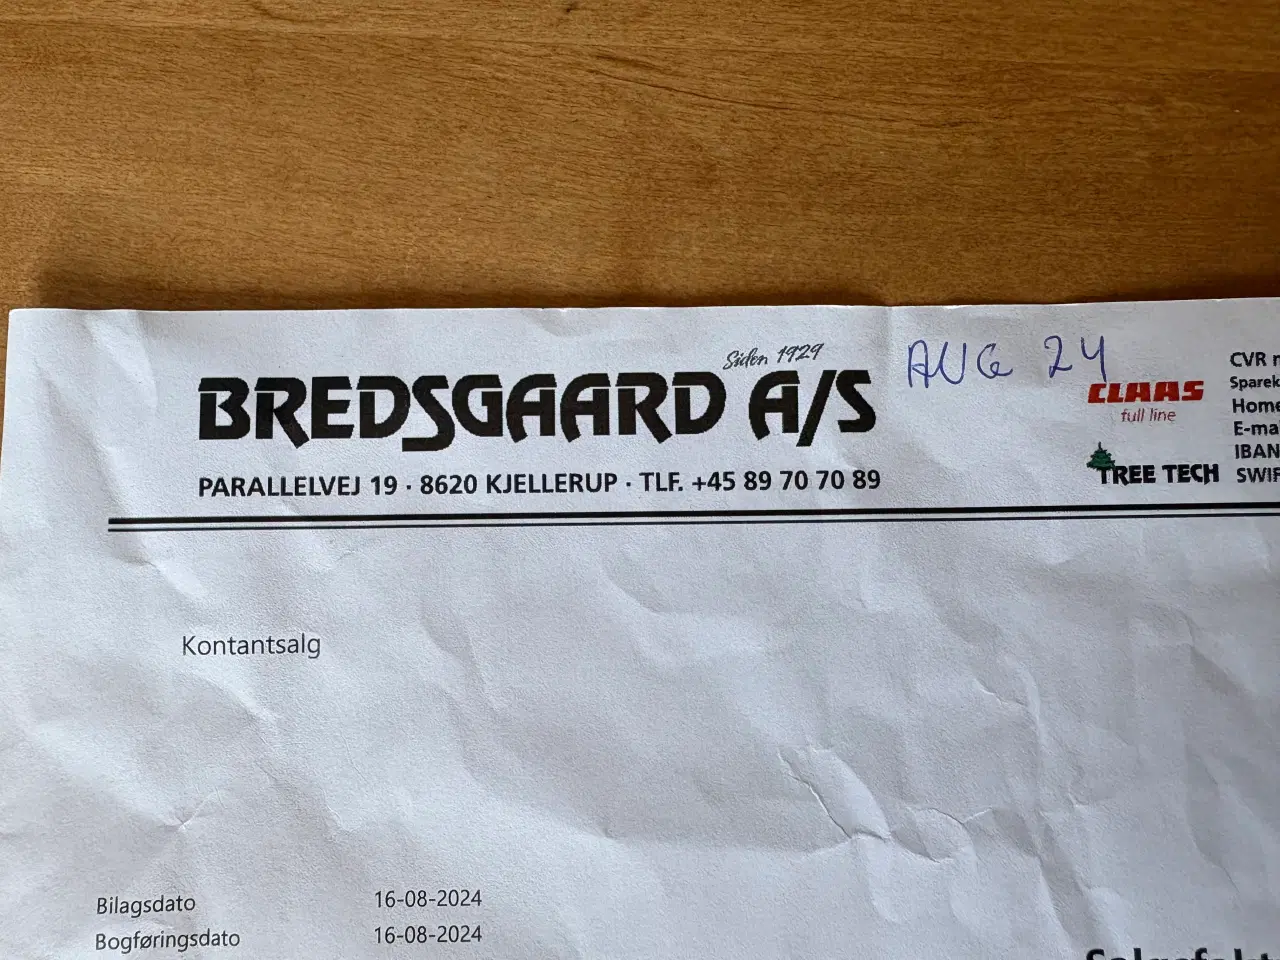 Siden 1929
BREDSGAARD A/S
PARALLELVEJ 19 · 8620 KJELLERUP · TLF. +45 89 70 70 89
AUG 24
CLAAS
full line
TREE TECH
CVR
IBAN
Kontantsalg
Bilagsdato 16-08-2024
Bogføringsdato 16-08-2024